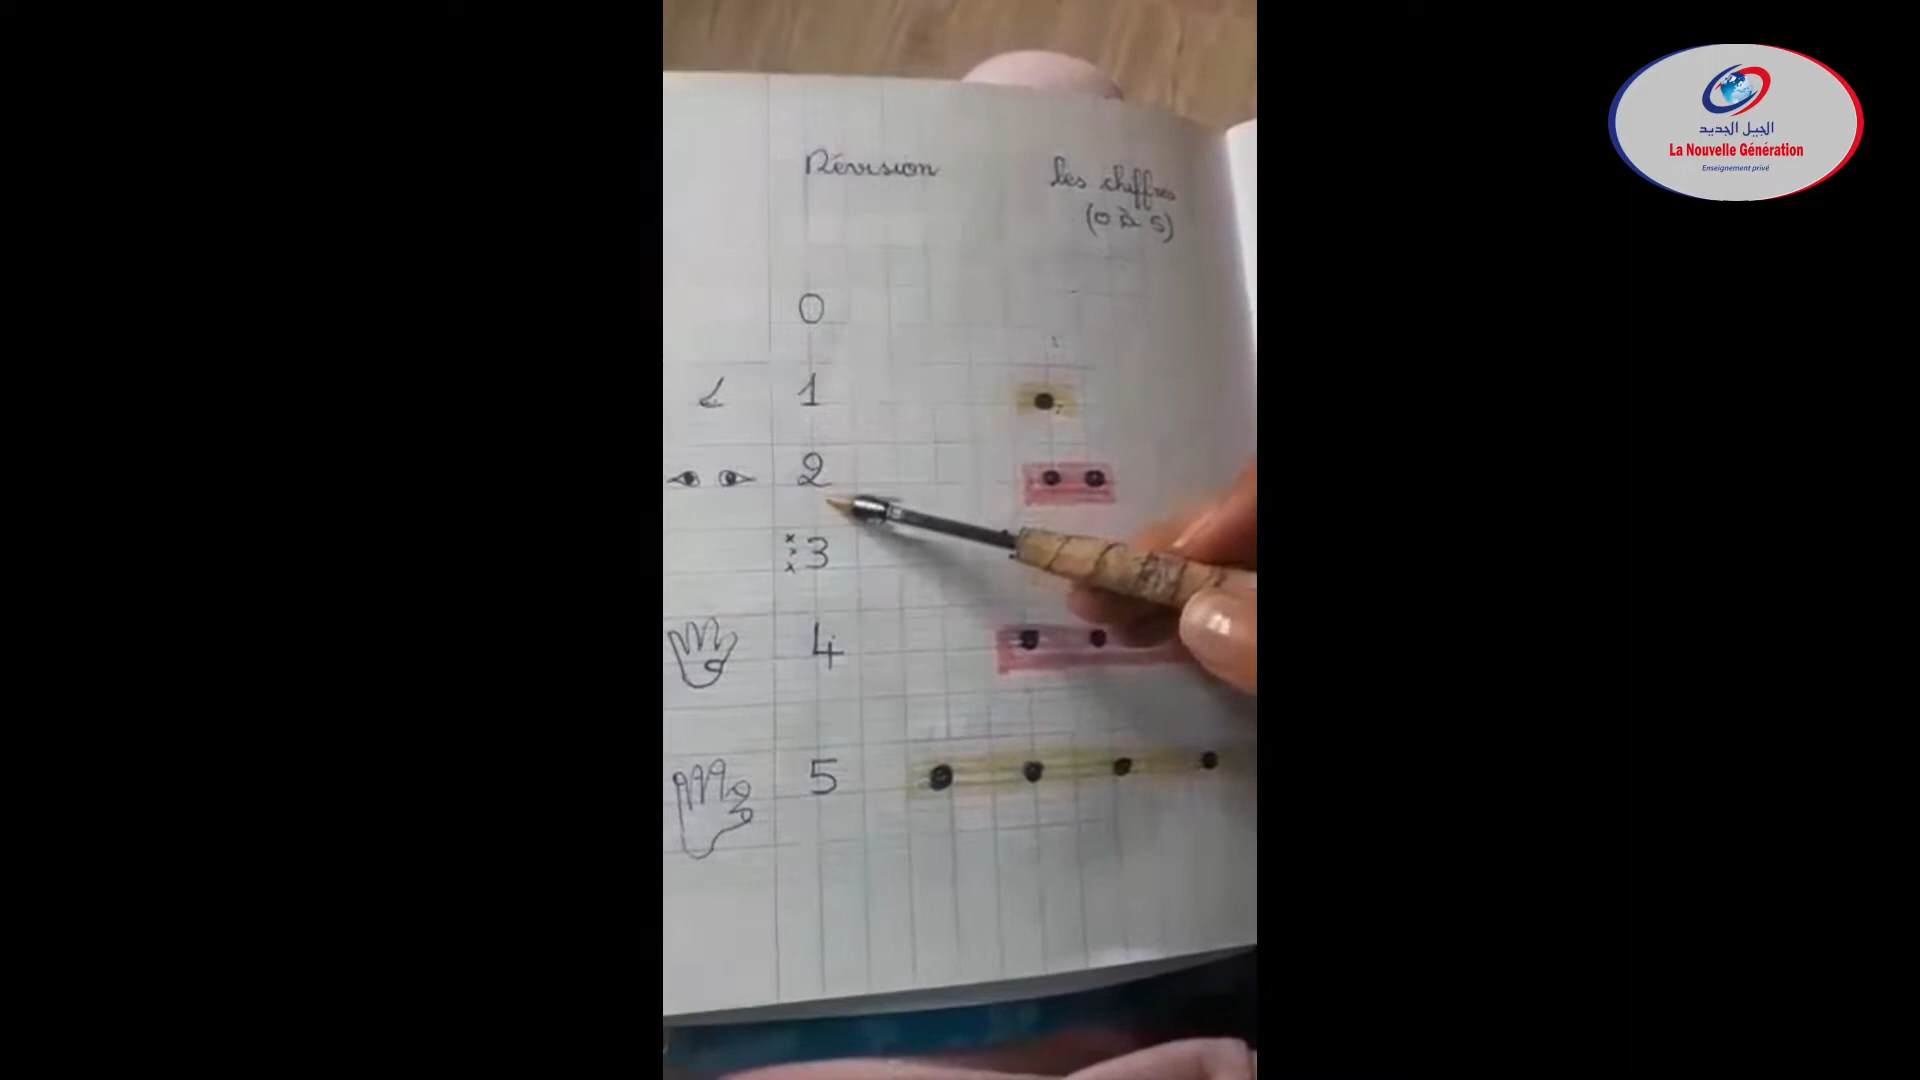 Révision
les chiffres
(0 à 5)
0
1
2
3
4
5
الجيل الجديد
La Nouvelle Génération
Enseignement privé